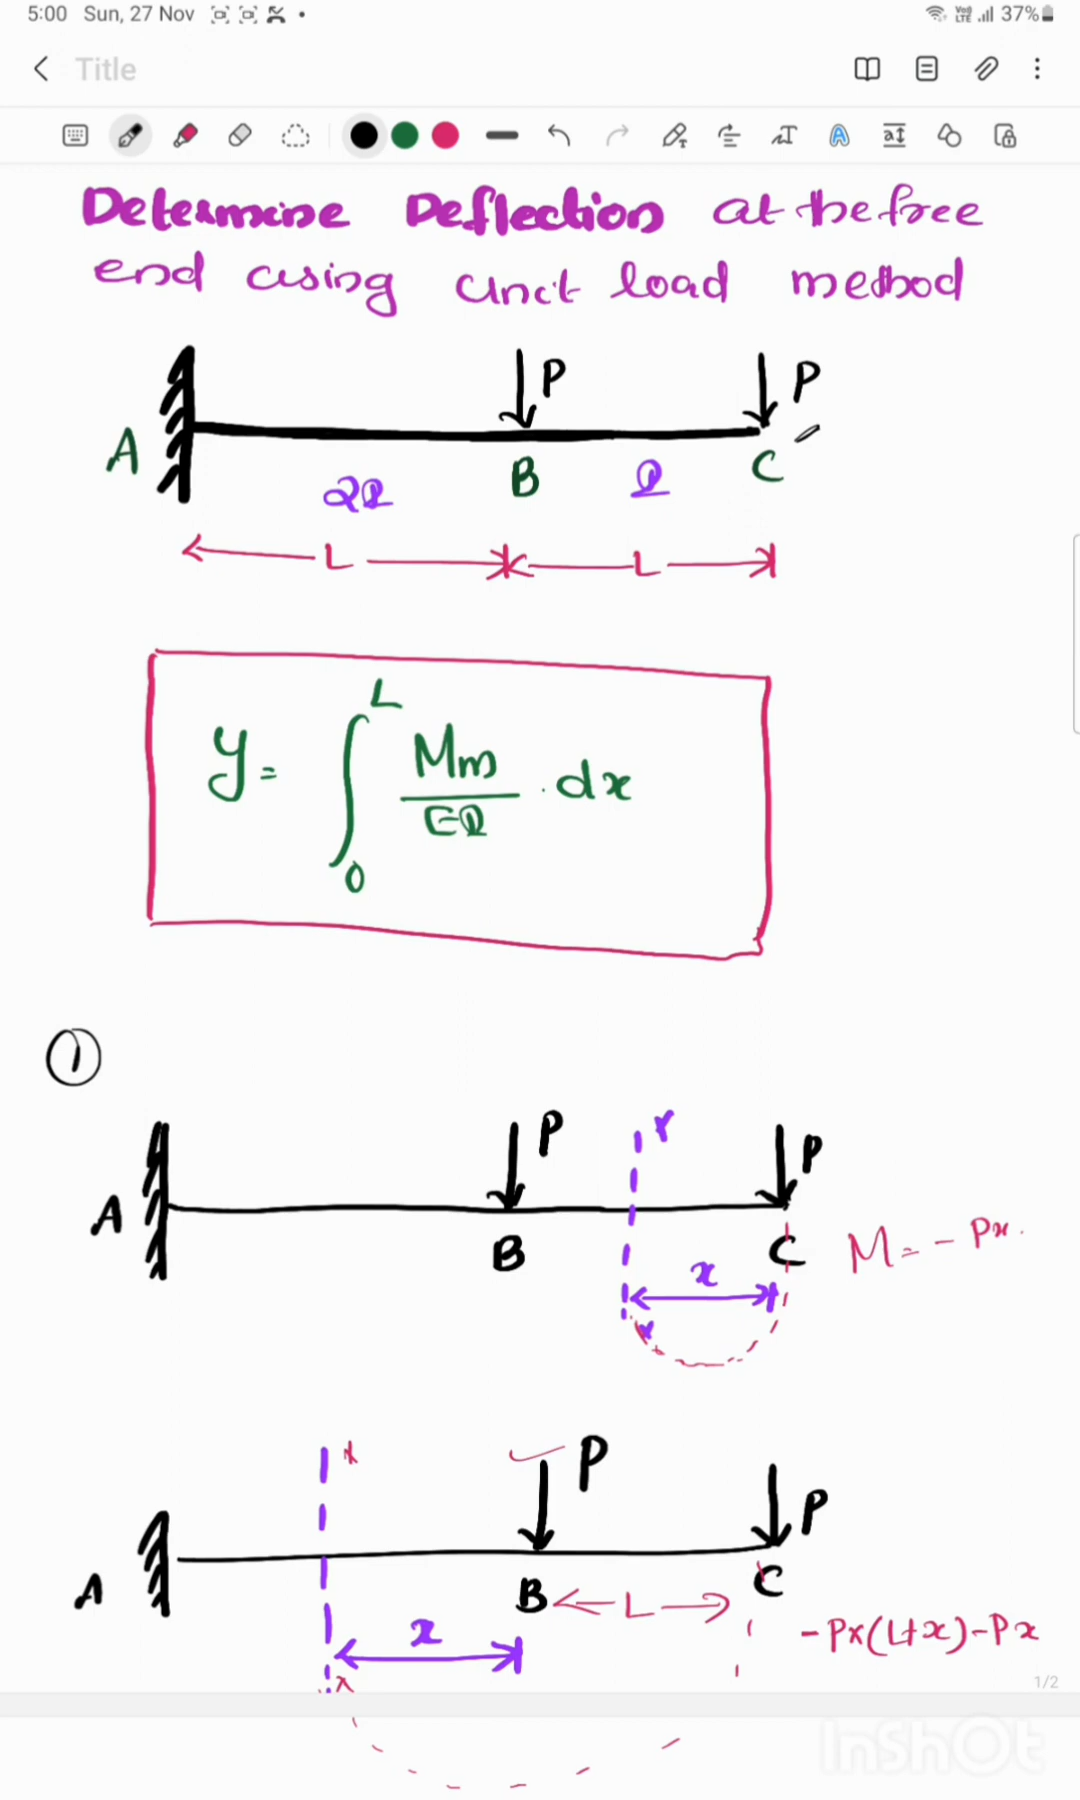 5:00 Sun, 27 Nov 37%
Title
Determine Deflection at the free
end using unit load method
P P
A B C
2I I
L L
y = ∫₀ᴸ Mm/EI . dx
①
P x P
A B C M = - Px.
x
x
x P P
A B L C
x -Px(L+x)-Px
x
1/2
InShOt